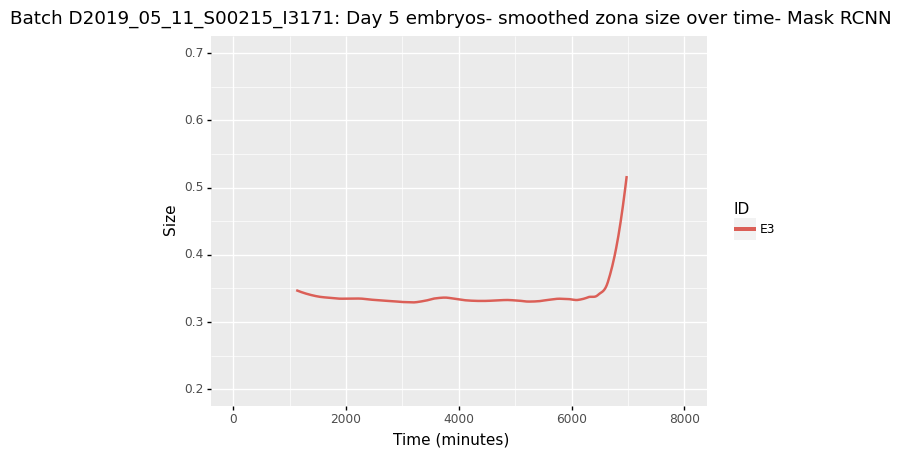 Batch D2019_05_11_S00215_I3171: Day 5 embryos- smoothed zona size over time- Mask RCNN
0.7
0.6
0.5
0.4
0.3
0.2
Size
0 2000 4000 6000 8000
Time (minutes)
ID
E3